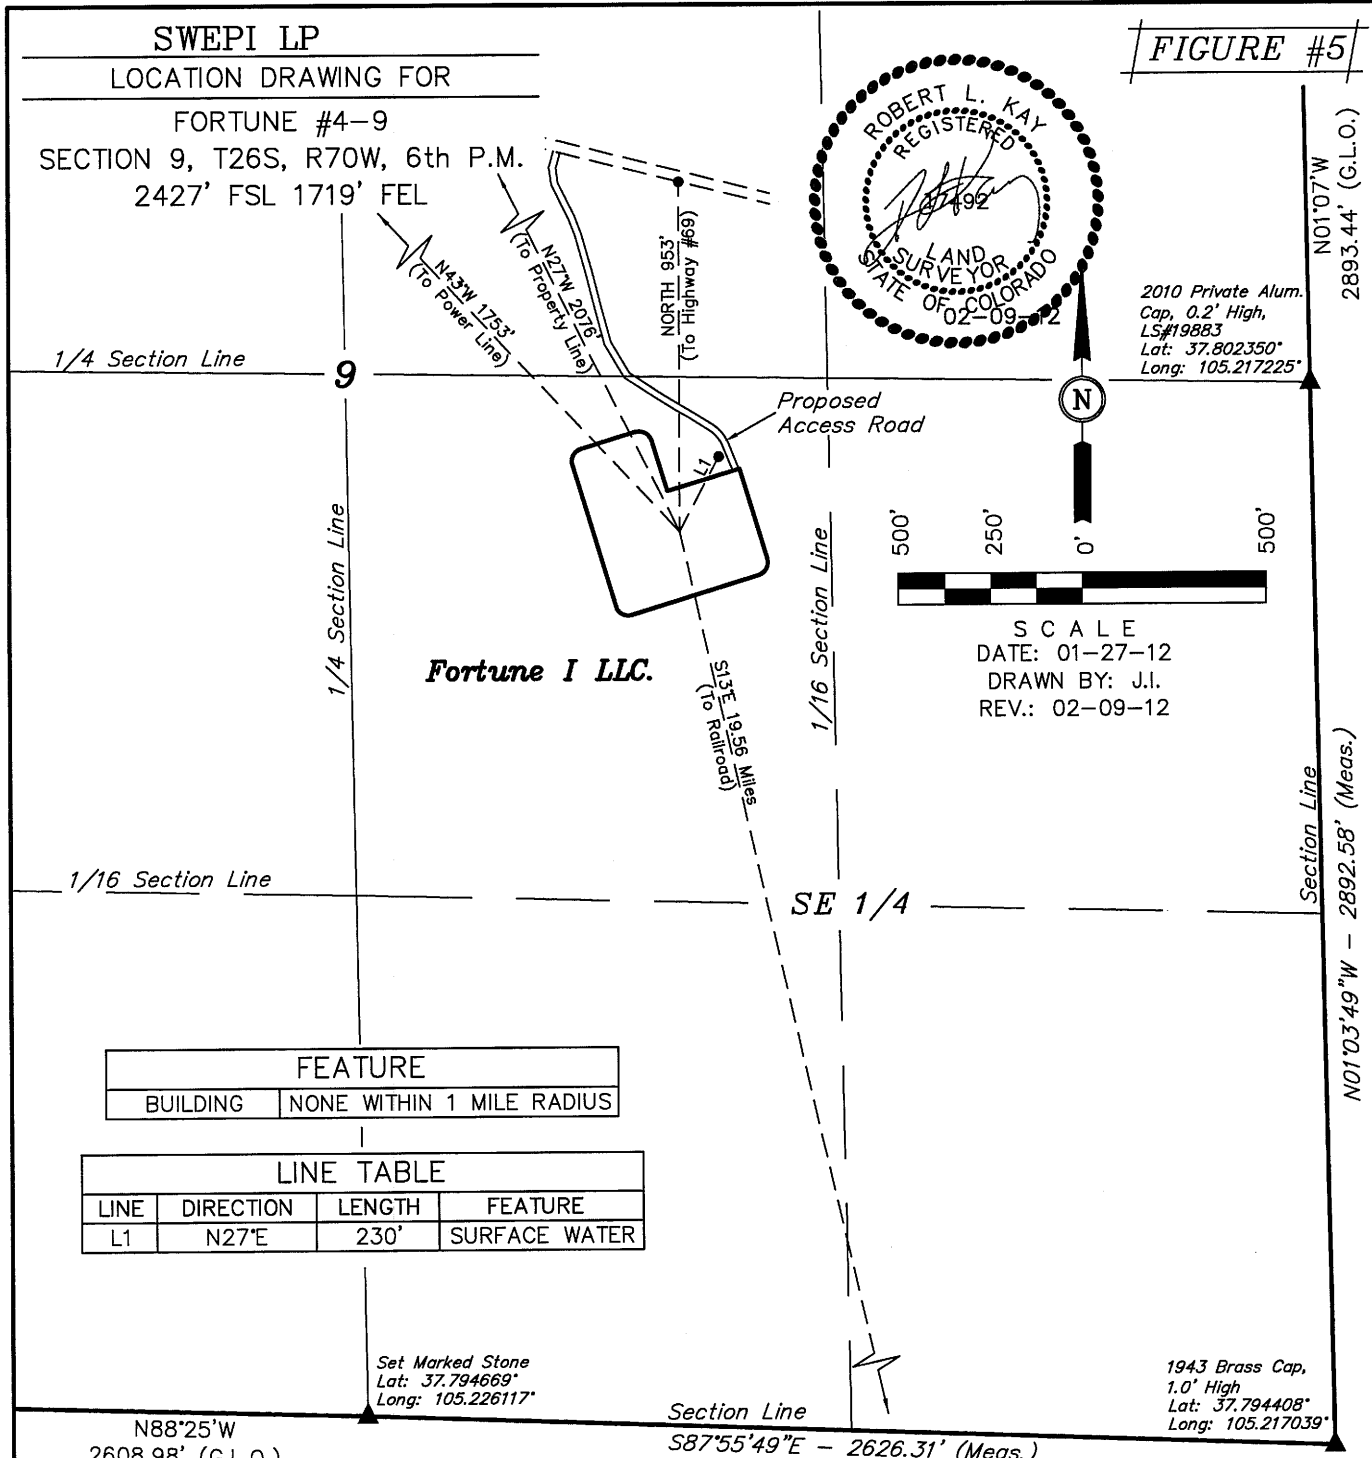 SWEPI LP
LOCATION DRAWING FOR
FORTUNE #4-9
SECTION 9, T26S, R70W, 6th P.M.
2427' FSL 1719' FEL
FIGURE #5
ROBERT L. KAY
REGISTERED
LAND
SURVEYOR
STATE OF COLORADO
02-09-12
N01°07'W
2893.44' (G.L.O.)
2010 Private Alum.
Cap, 0.2' High,
LS#19883
Lat: 37.802350°
Long: 105.217225°
N43°W 1753'
(To Power Line)
N27°W 2076'
(To Property Line)
NORTH 953'
(To Highway #69)
1/4 Section Line
9
Proposed
Access Road
N
L1
1/4 Section Line
1/16 Section Line
500'
250'
0'
500'
SCALE
DATE: 01-27-12
DRAWN BY: J.I.
REV.: 02-09-12
Fortune I LLC.
S13°E 19.56 Miles
(To Railroad)
Section Line
N01°03'49"W - 2892.58' (Meas.)
1/16 Section Line
SE 1/4
FEATURE
BUILDING NONE WITHIN 1 MILE RADIUS
LINE TABLE
LINE DIRECTION LENGTH FEATURE
L1 N27°E 230' SURFACE WATER
Set Marked Stone
Lat: 37.794669°
Long: 105.226117°
1943 Brass Cap,
1.0' High
Lat: 37.794408°
Long: 105.217039°
N88°25'W
2608.98' (G.L.O.)
Section Line
S87°55'49"E - 2626.31' (Meas.)